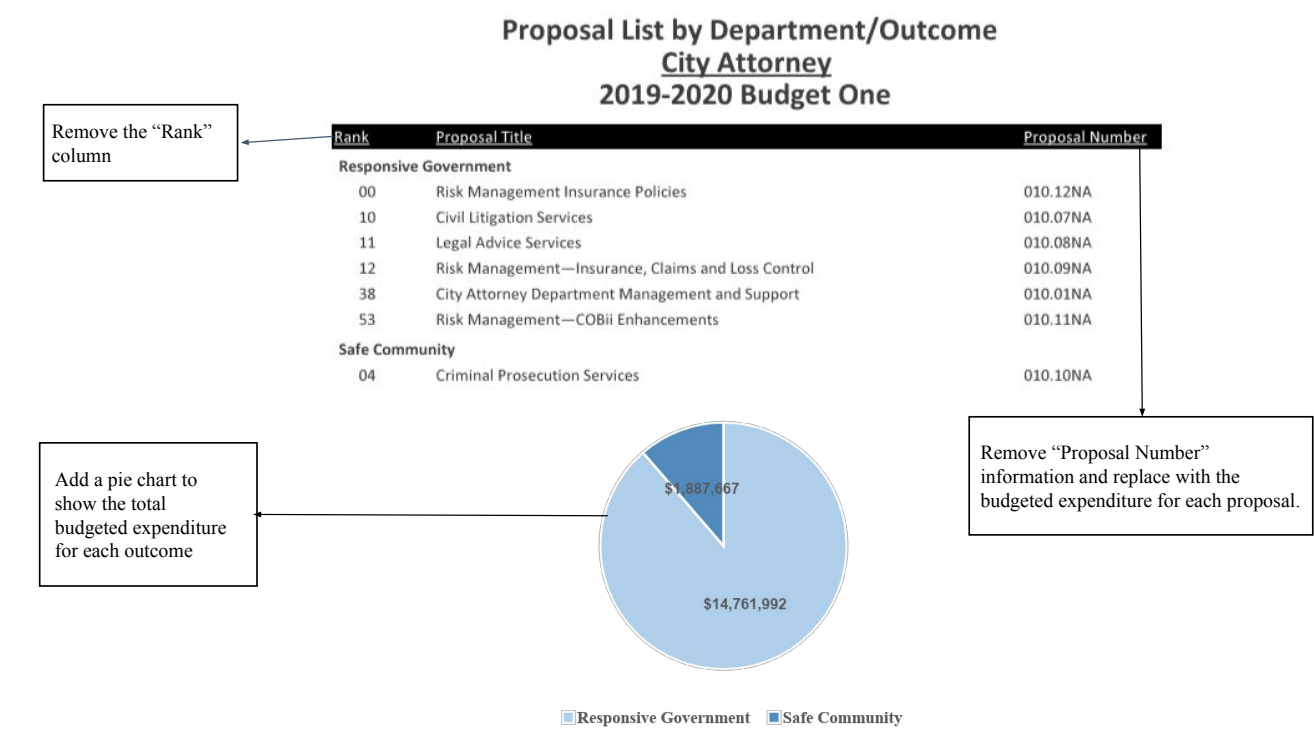 Proposal List by Department/Outcome
City Attorney
2019-2020 Budget One
Remove the “Rank”
column
Rank Proposal Title Proposal Number
Responsive Government
00 Risk Management Insurance Policies 010.12NA
10 Civil Litigation Services 010.07NA
11 Legal Advice Services 010.08NA
12 Risk Management—Insurance, Claims and Loss Control 010.09NA
38 City Attorney Department Management and Support 010.01NA
53 Risk Management—COBii Enhancements 010.11NA
Safe Community
04 Criminal Prosecution Services 010.10NA
Add a pie chart to
show the total
budgeted expenditure
for each outcome
$1,887,667
$14,761,992
Remove “Proposal Number”
information and replace with the
budgeted expenditure for each proposal.
Responsive Government Safe Community